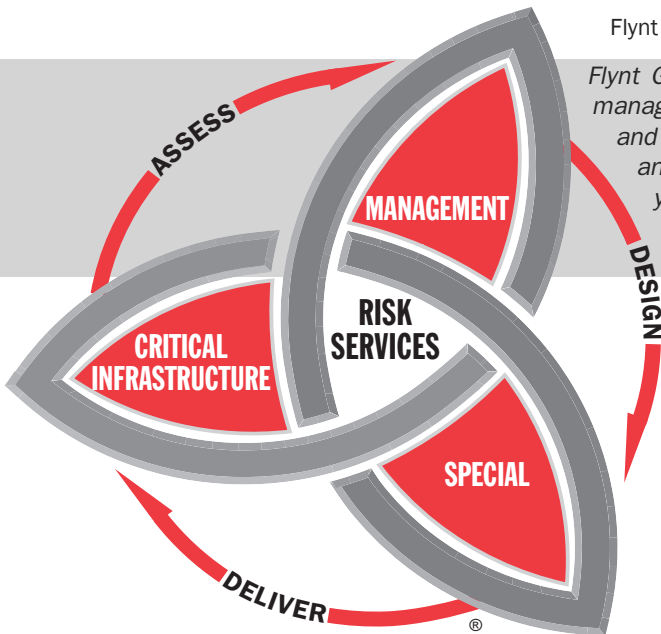 Flynt
Flynt G
manag
and
an
y
ASSESS
MANAGEMENT
DESIGN
RISK
SERVICES
CRITICAL
INFRASTRUCTURE
SPECIAL
DELIVER
®